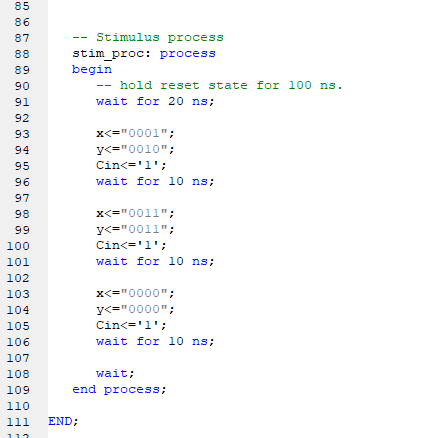 85
86
87 -- Stimulus process
88 stim_proc: process
89 begin
90 -- hold reset state for 100 ns.
91 wait for 20 ns;
92
93 x<="0001";
94 y<="0010";
95 Cin<='1';
96 wait for 10 ns;
97
98 x<="0011";
99 y<="0011";
100 Cin<='1';
101 wait for 10 ns;
102
103 x<="0000";
104 y<="0000";
105 Cin<='1';
106 wait for 10 ns;
107
108 wait;
109 end process;
110
111 END;
112